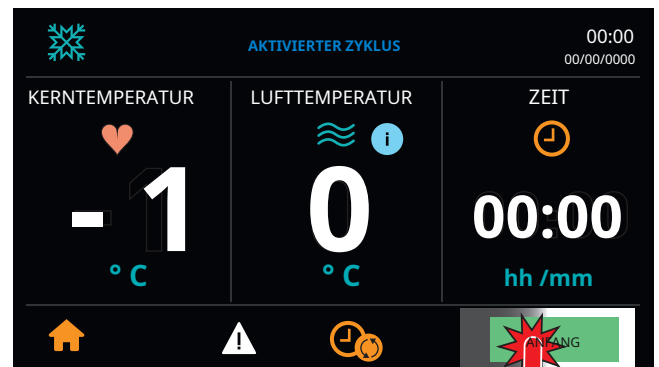 00:00
AKTIVIERTER ZYKLUS
00/00/0000
KERNTEMPERATUR LUFTTEMPERATUR ZEIT
i
-1 0 00:00
° C ° C hh /mm
!
ANFANG